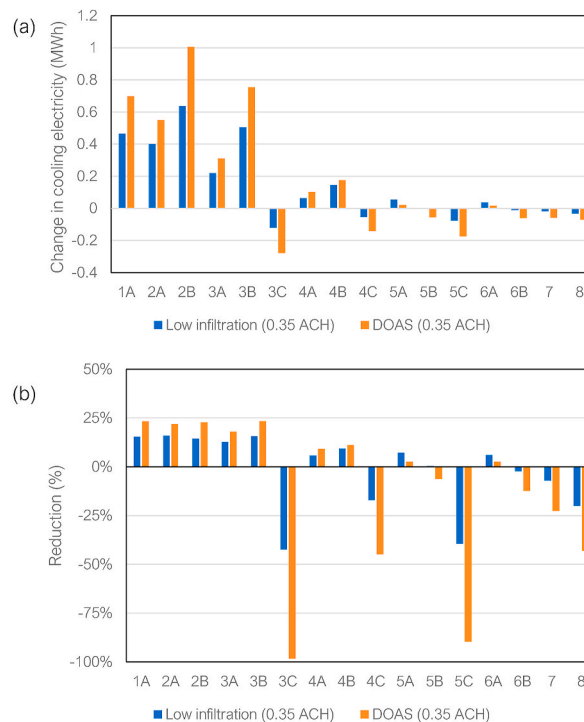 (a)
Change in cooling electricity (MWh)
1.2
1
0.8
0.6
0.4
0.2
0
-0.2
-0.4
1A 2A 2B 3A 3B 3C 4A 4B 4C 5A 5B 5C 6A 6B 7 8
Low infiltration (0.35 ACH) DOAS (0.35 ACH)
(b)
Reduction (%)
50%
25%
0%
-25%
-50%
-75%
-100%
1A 2A 2B 3A 3B 3C 4A 4B 4C 5A 5B 5C 6A 6B 7 8
Low infiltration (0.35 ACH) DOAS (0.35 ACH)